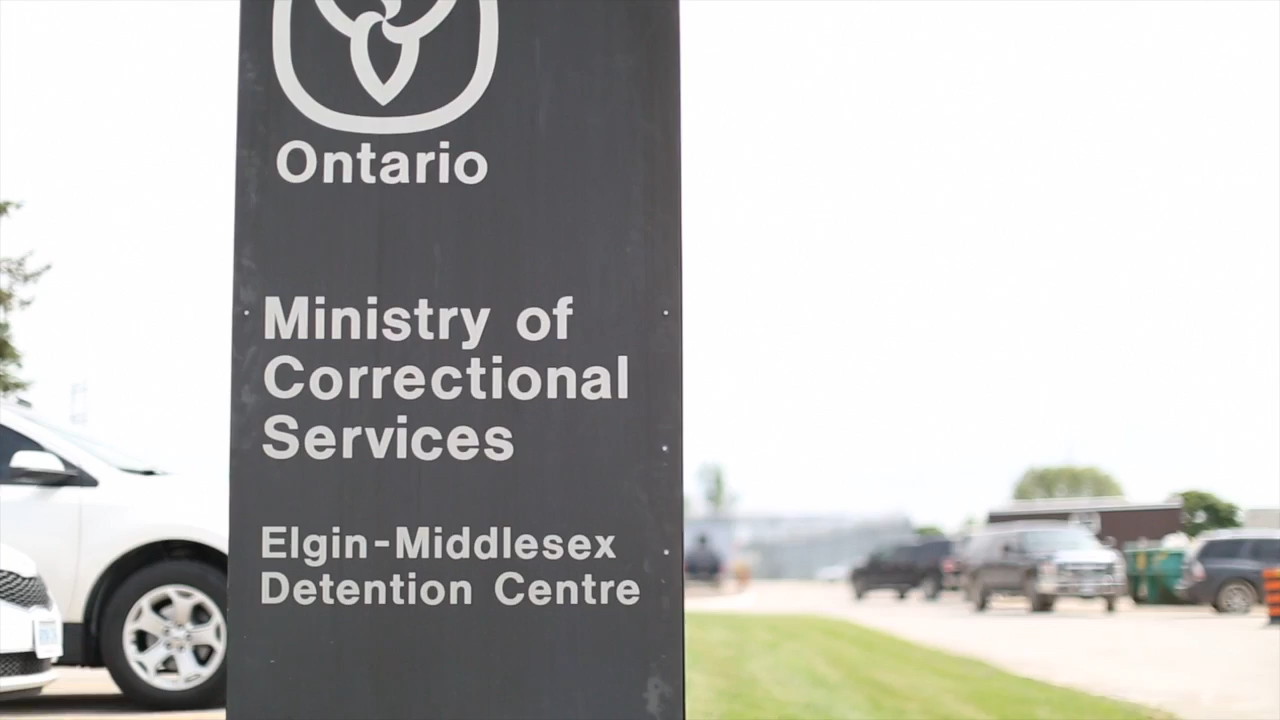 Ontario
Ministry of
Correctional
Services
Elgin-Middlesex
Detention Centre